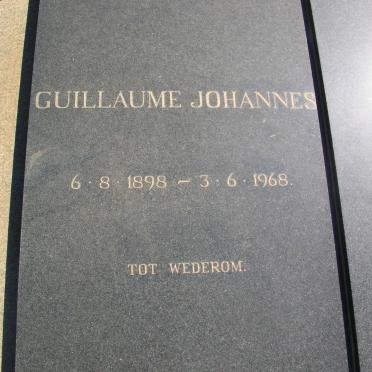 GUILLAUME JOHANNES
6 · 8 · 1898 ~ 3 · 6 · 1968.
TOT WEDEROM.